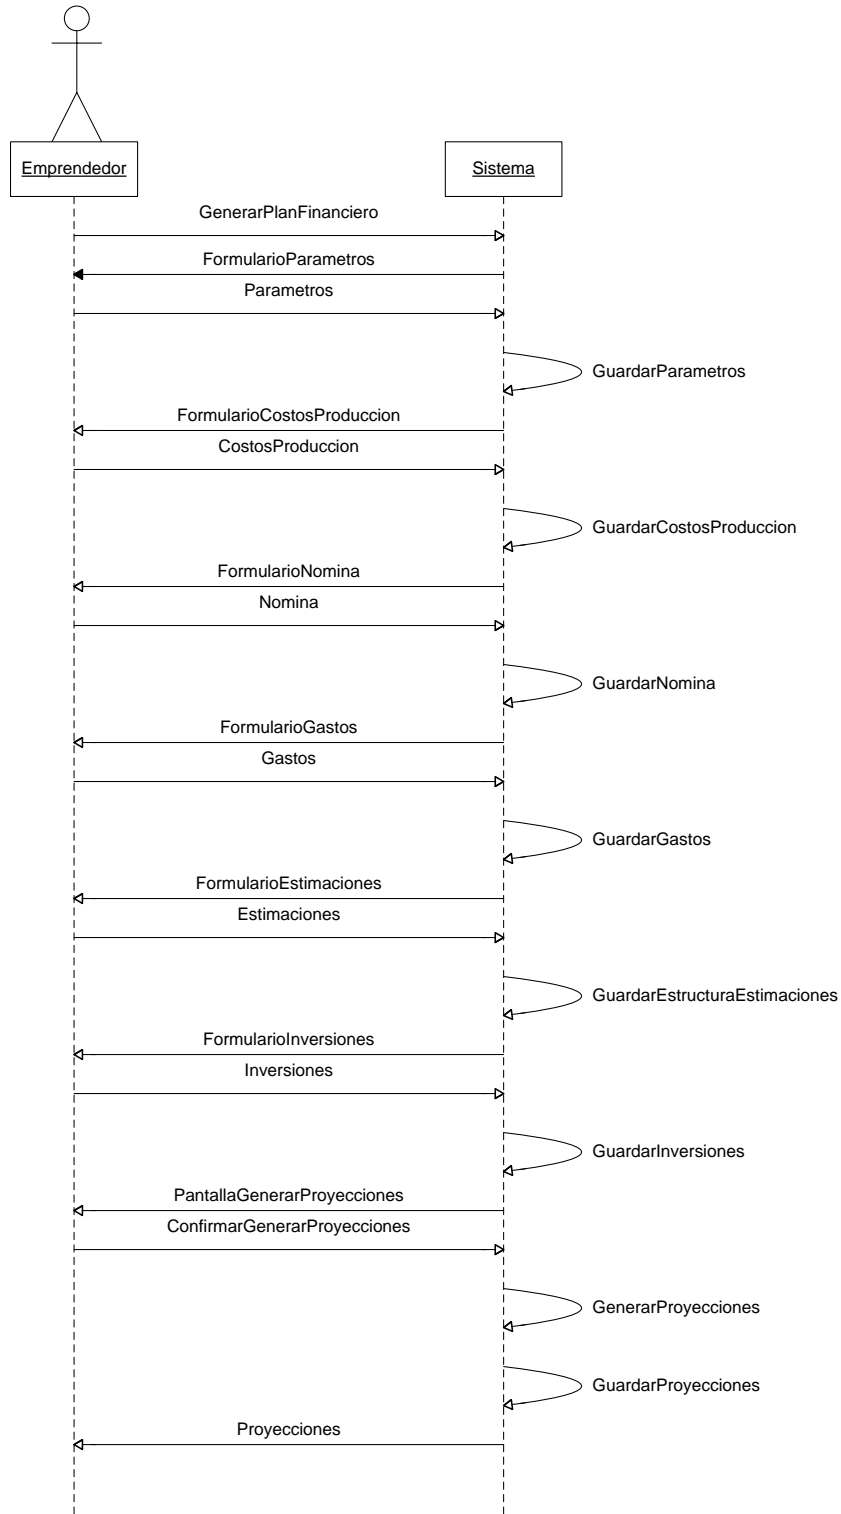 Emprendedor
Sistema
GenerarPlanFinanciero
FormularioParametros
Parametros
GuardarParametros
FormularioCostosProduccion
CostosProduccion
GuardarCostosProduccion
FormularioNomina
Nomina
GuardarNomina
FormularioGastos
Gastos
GuardarGastos
FormularioEstimaciones
Estimaciones
GuardarEstructuraEstimaciones
FormularioInversiones
Inversiones
GuardarInversiones
PantallaGenerarProyecciones
ConfirmarGenerarProyecciones
GenerarProyecciones
GuardarProyecciones
Proyecciones